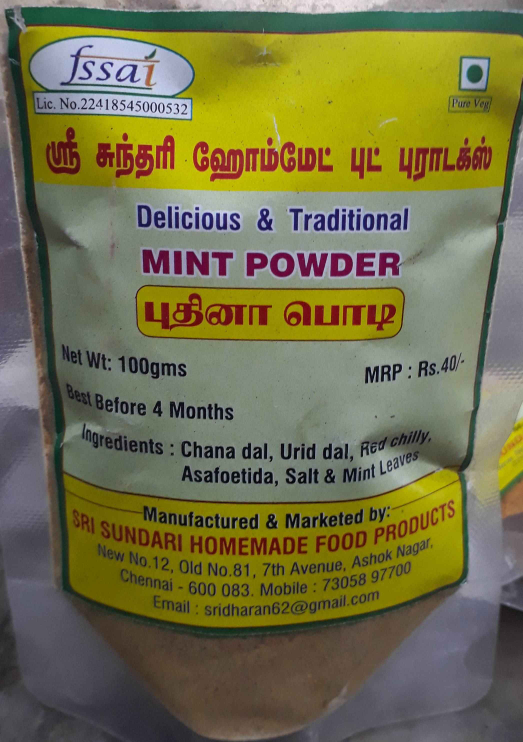 fssai
Lic. No.22418545000532
Pure Veg
ஸ்ரீ சுந்தரி ஹோம்மேட் புட் புராடக்ஸ்
Delicious & Traditional
MINT POWDER
புதினா பொடி
Net Wt: 100gms
MRP : Rs.40/-
Best Before 4 Months
Ingredients : Chana dal, Urid dal, Red chilly,
Asafoetida, Salt & Mint Leaves
Manufactured & Marketed by:
SRI SUNDARI HOMEMADE FOOD PRODUCTS
New No.12, Old No.81, 7th Avenue, Ashok Nagar,
Chennai - 600 083. Mobile : 73058 97700
Email : sridharan62@gmail.com